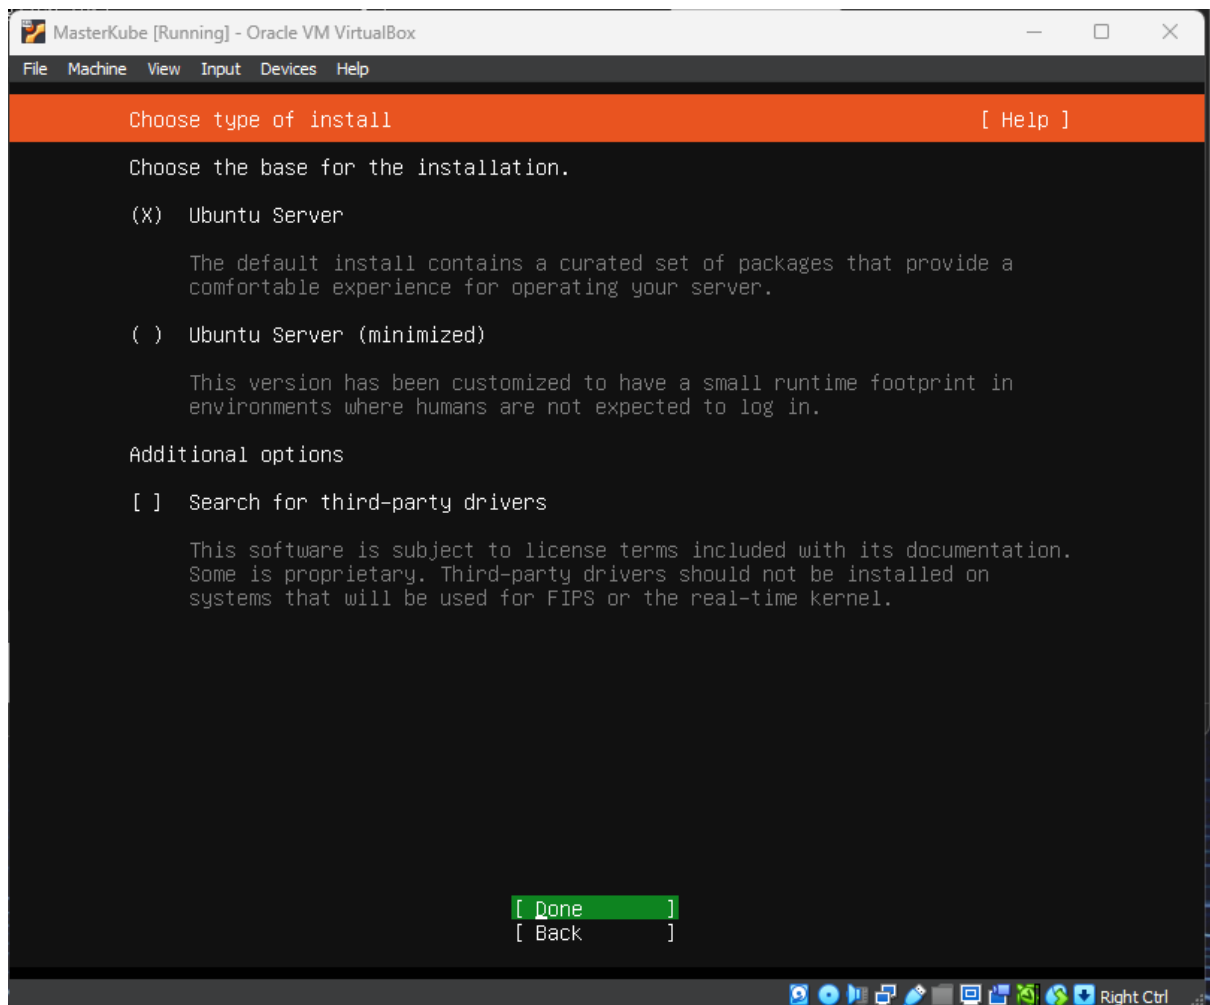 MasterKube [Running] - Oracle VM VirtualBox
File Machine View Input Devices Help
Choose type of install [ Help ]
Choose the base for the installation.
(X) Ubuntu Server
The default install contains a curated set of packages that provide a
comfortable experience for operating your server.
( ) Ubuntu Server (minimized)
This version has been customized to have a small runtime footprint in
environments where humans are not expected to log in.
Additional options
[ ] Search for third-party drivers
This software is subject to license terms included with its documentation.
Some is proprietary. Third-party drivers should not be installed on
systems that will be used for FIPS or the real-time kernel.
[ Done ]
[ Back ]
Right Ctrl